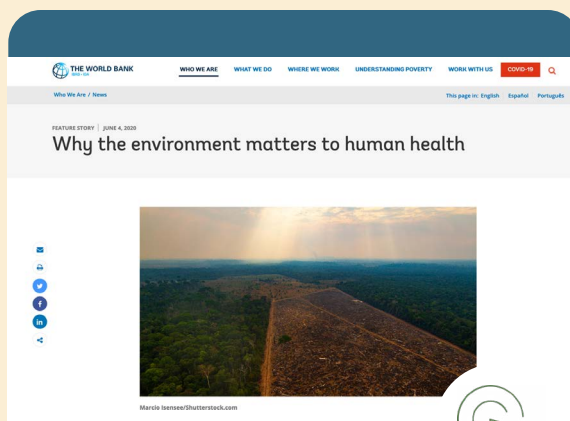 THE WORLD BANK
IBRD • IDA
WHO WE ARE
WHAT WE DO
WHERE WE WORK
UNDERSTANDING POVERTY
WORK WITH US
COVID-19
Who We Are / News
This page in: English Español Português
FEATURE STORY | JUNE 4, 2020
Why the environment matters to human health
Marcio Isensee/Shutterstock.com